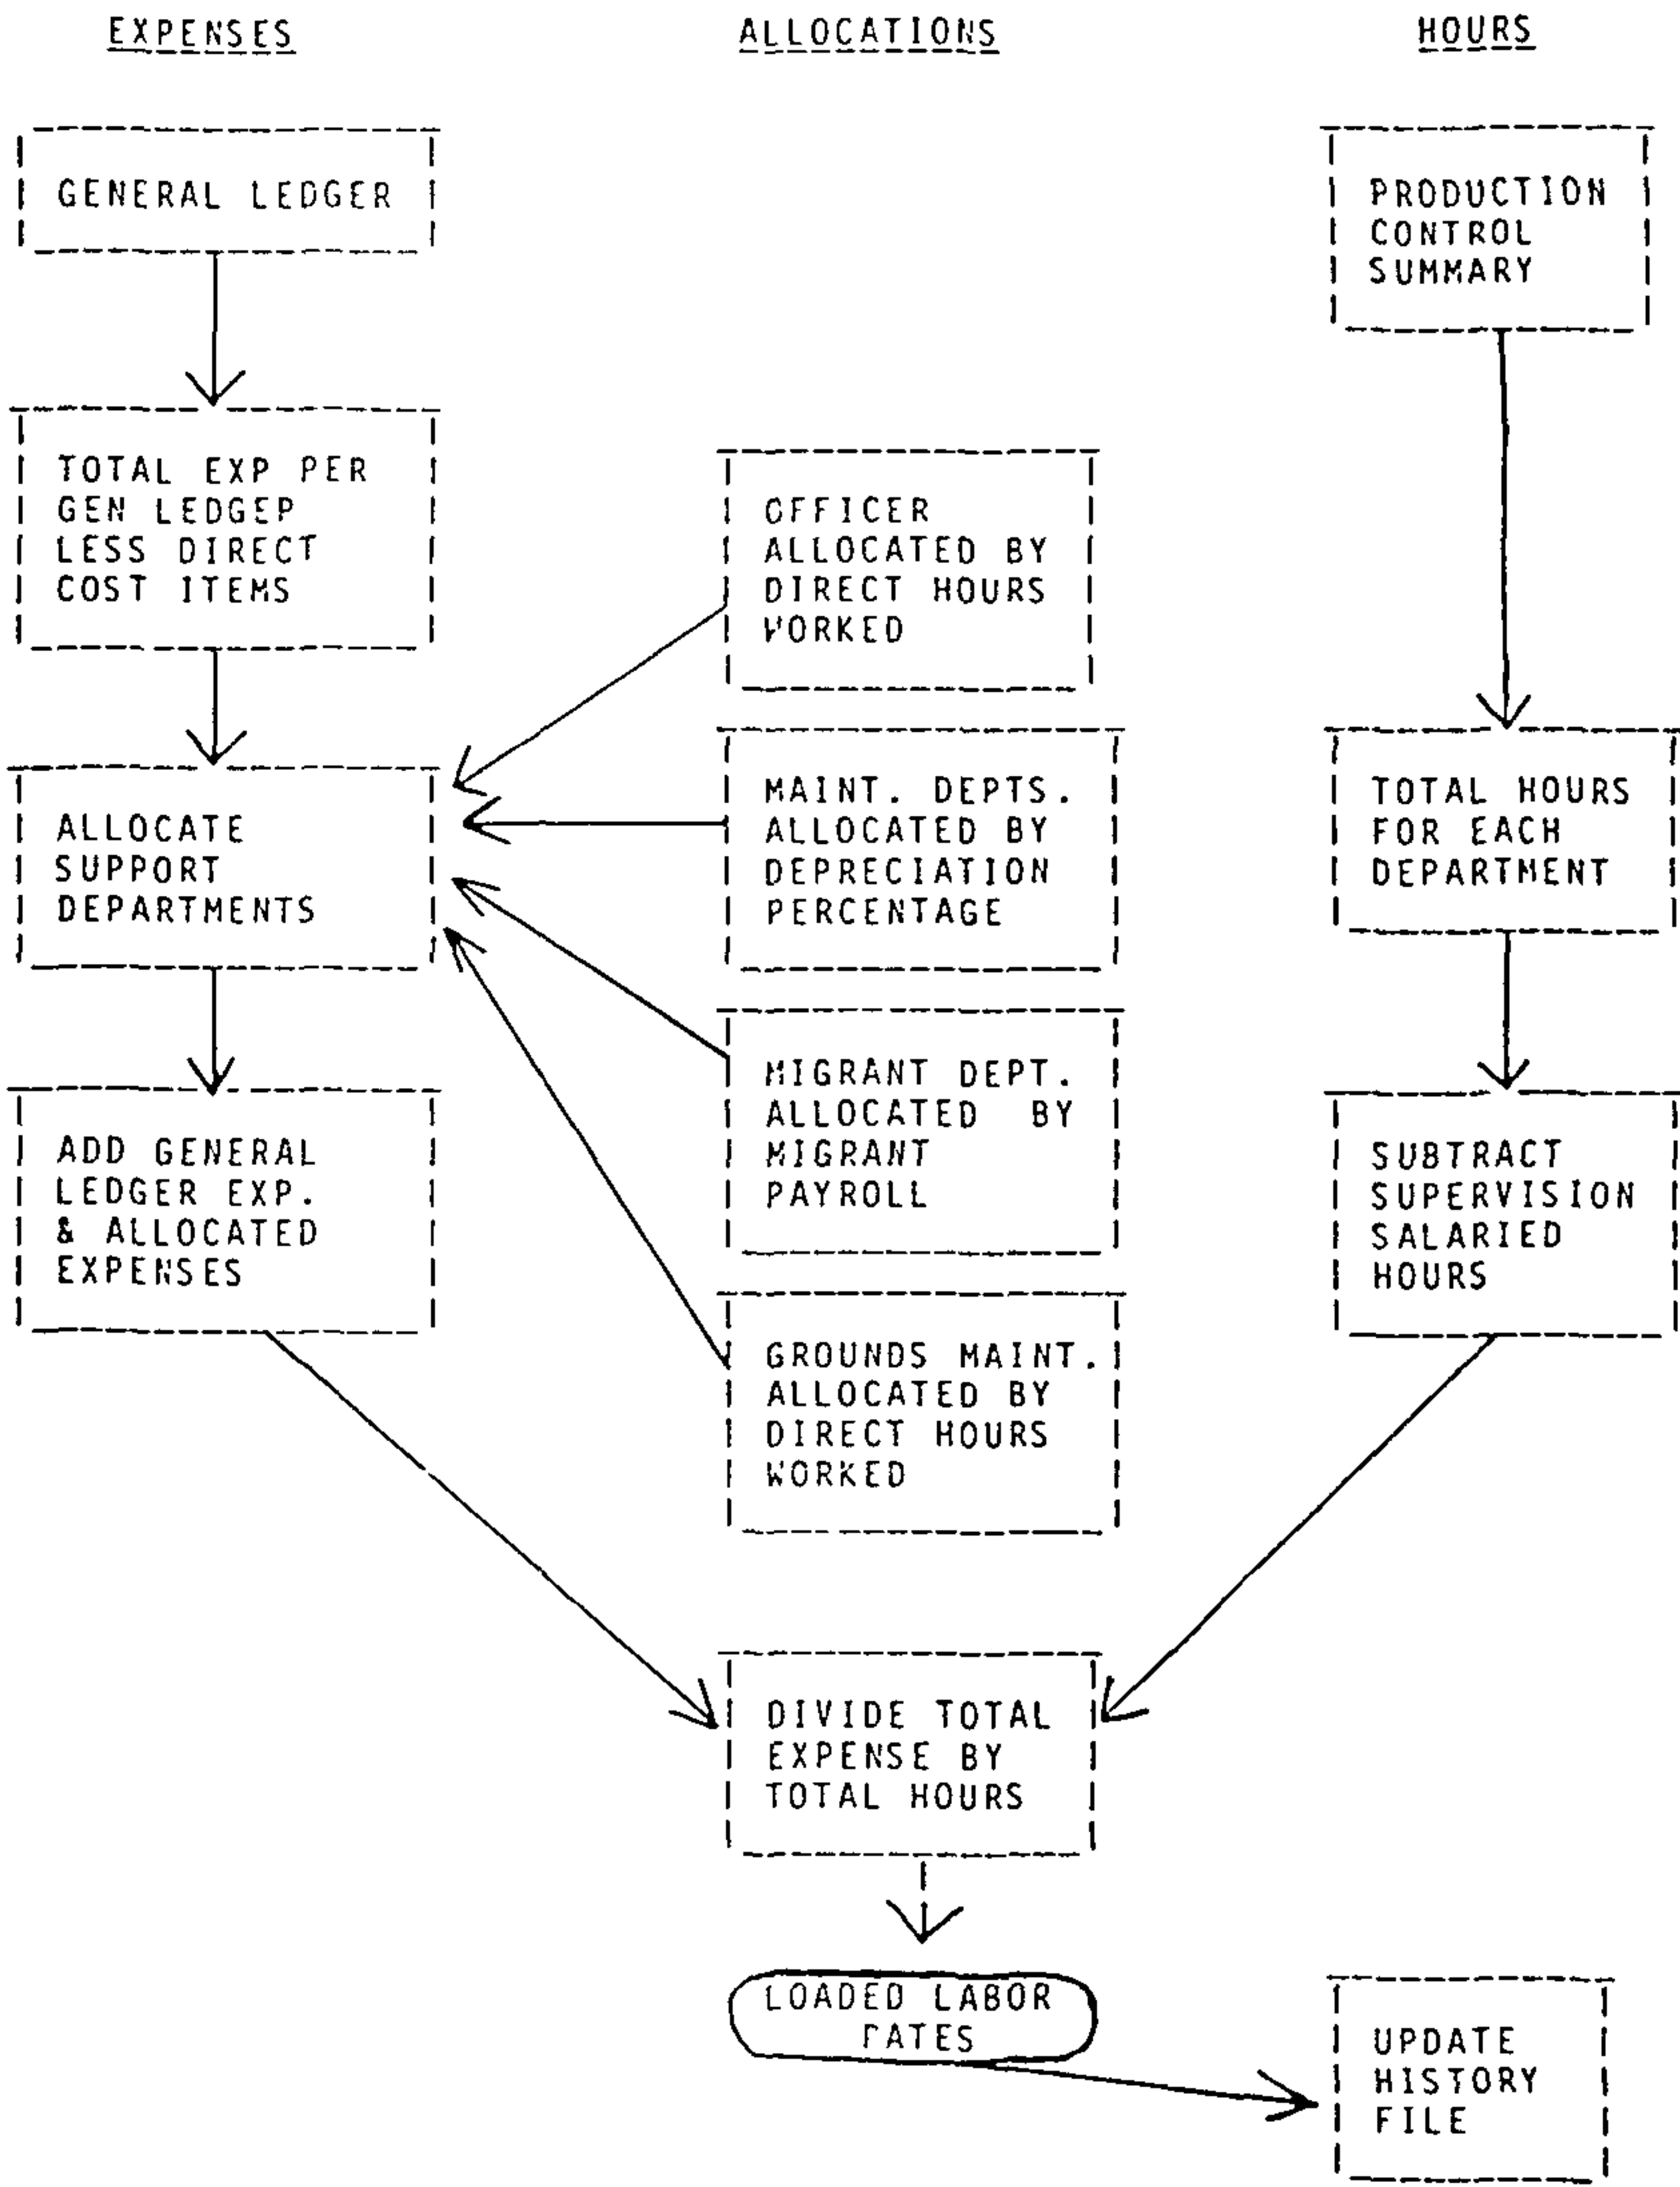 EXPENSES
ALLOCATIONS
HOURS
GENERAL LEDGER
PRODUCTION
CONTROL
SUMMARY
TOTAL EXP PER
GEN LEDGEP
LESS DIRECT
COST ITEMS
OFFICER
ALLOCATED BY
DIRECT HOURS
WORKED
ALLOCATE
SUPPORT
DEPARTMENTS
MAINT. DEPTS.
ALLOCATED BY
DEPRECIATION
PERCENTAGE
TOTAL HOURS
FOR EACH
DEPARTMENT
ADD GENERAL
LEDGER EXP.
& ALLOCATED
EXPENSES
MIGRANT DEPT.
ALLOCATED BY
MIGRANT
PAYROLL
SUBTRACT
SUPERVISION
SALARIED
HOURS
GROUNDS MAINT.
ALLOCATED BY
DIRECT HOURS
WORKED
DIVIDE TOTAL
EXPENSE BY
TOTAL HOURS
LOADED LABOR
RATES
UPDATE
HISTORY
FILE